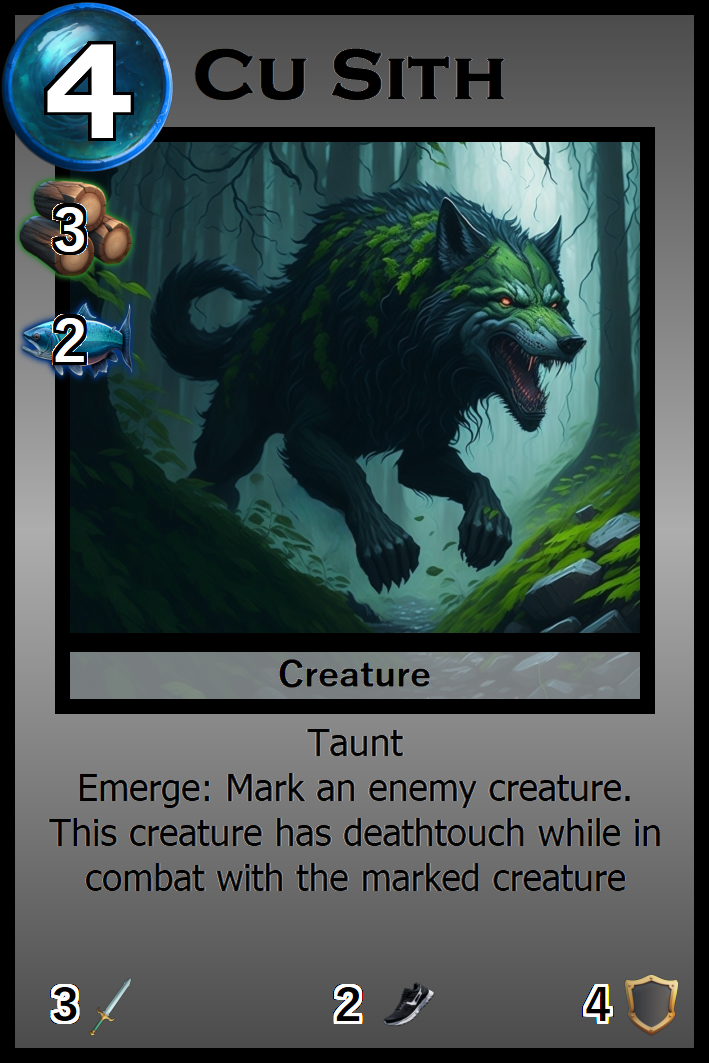 4
Cu Sith
3
2
Creature
Taunt
Emerge: Mark an enemy creature.
This creature has deathtouch while in
combat with the marked creature
3 2 4